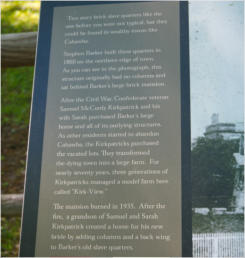 Two story brick slave quarters like the
one before you were not typical, but they
could be found in wealthy towns like
Cahawba.
Stephen Barker built these quarters in
1860 on the northern edge of town.
As you can see in the photograph, this
structure originally had no columns and
sat behind Barker's large brick mansion.
After the Civil War, Confederate veteran
Samuel McCurdy Kirkpatrick and his
wife Sarah purchased Barker's large
home and all of its outlying structures.
As other residents started to abandon
Cahawba, the Kirkpatricks purchased
the vacated lots. They transformed
the dying town into a large farm. For
nearly seventy years, three generations of
Kirkpatricks managed a model farm here
called "Kirk-View."
The mansion burned in 1935. After the
fire, a grandson of Samuel and Sarah
Kirkpatrick created a home for his new
bride by adding columns and a back wing
to Barker's old slave quarters.